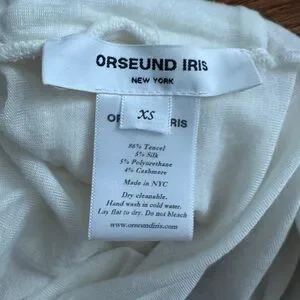 ORSEUND IRIS
NEW YORK
XS
OR IRIS
86% Tencel
5% Silk
5% Polyurethane
4% Cashmere
Made in NYC
Dry cleanable.
Hand wash in cold water.
Lay flat to dry. Do not bleach
www.orseundiris.com